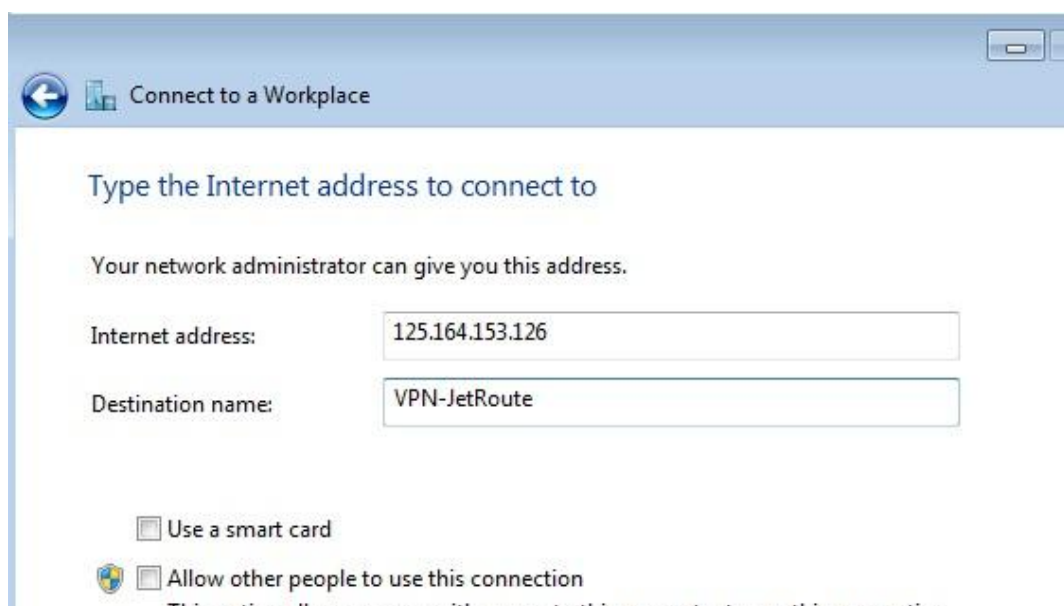 Connect to a Workplace
Type the Internet address to connect to
Your network administrator can give you this address.
Internet address:
125.164.153.126
Destination name:
VPN-JetRoute
Use a smart card
Allow other people to use this connection